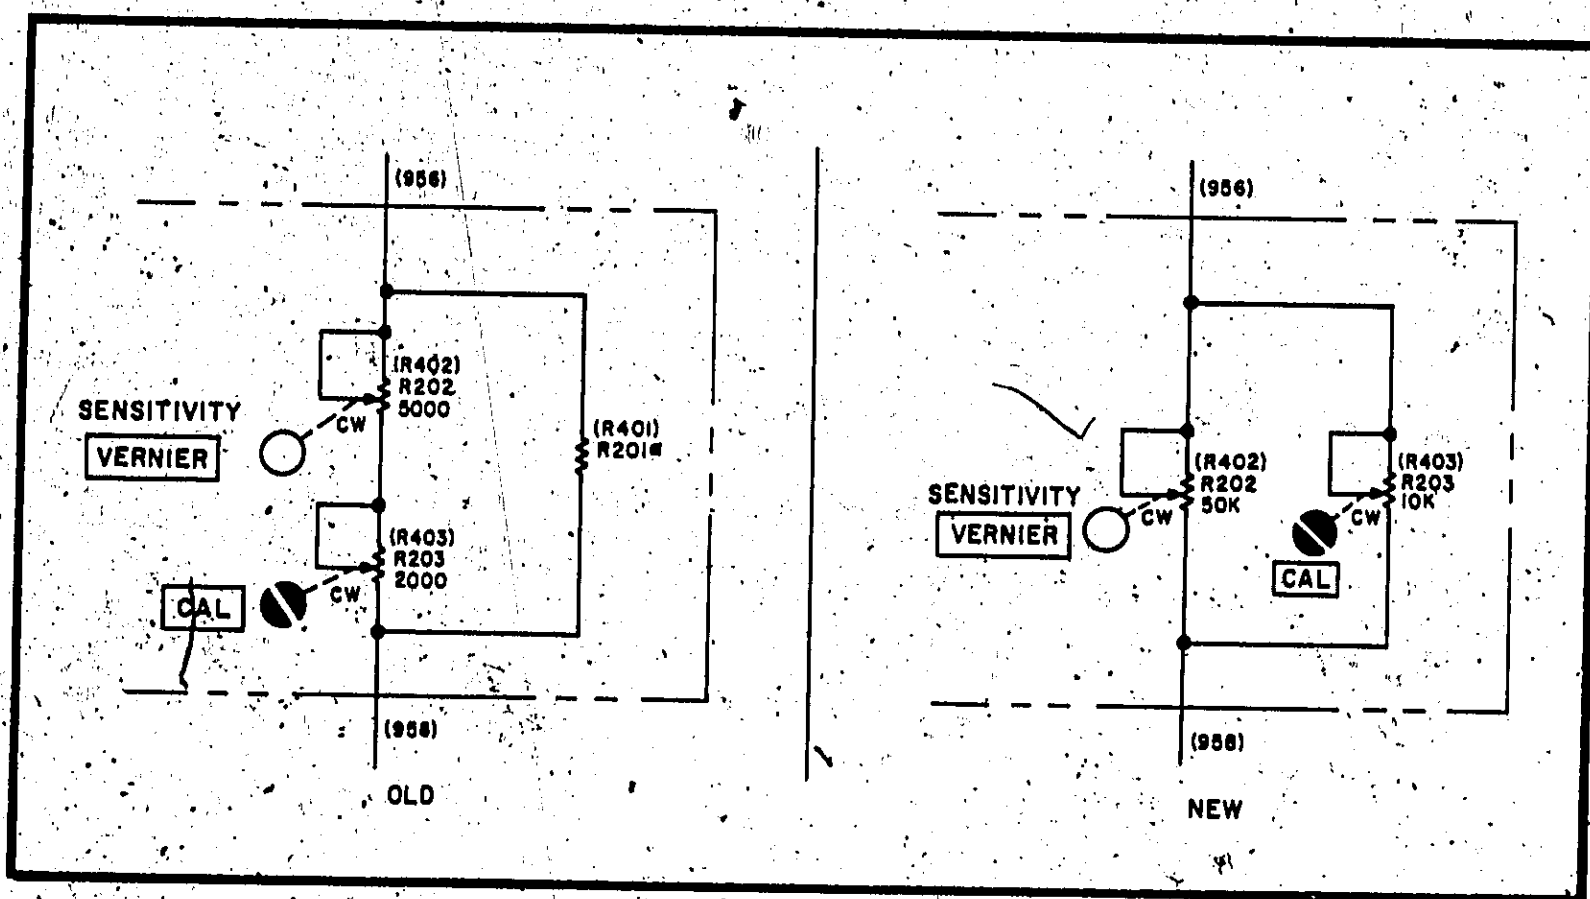 (956)
(R402)
R202
5000
CW
SENSITIVITY
VERNIER
(R401)
R201
(R403)
R203
2000
CW
CAL
(958)
OLD
(956)
(R402)
R202
50K
CW
SENSITIVITY
VERNIER
(R403)
R203
10K
CW
CAL
(958)
NEW